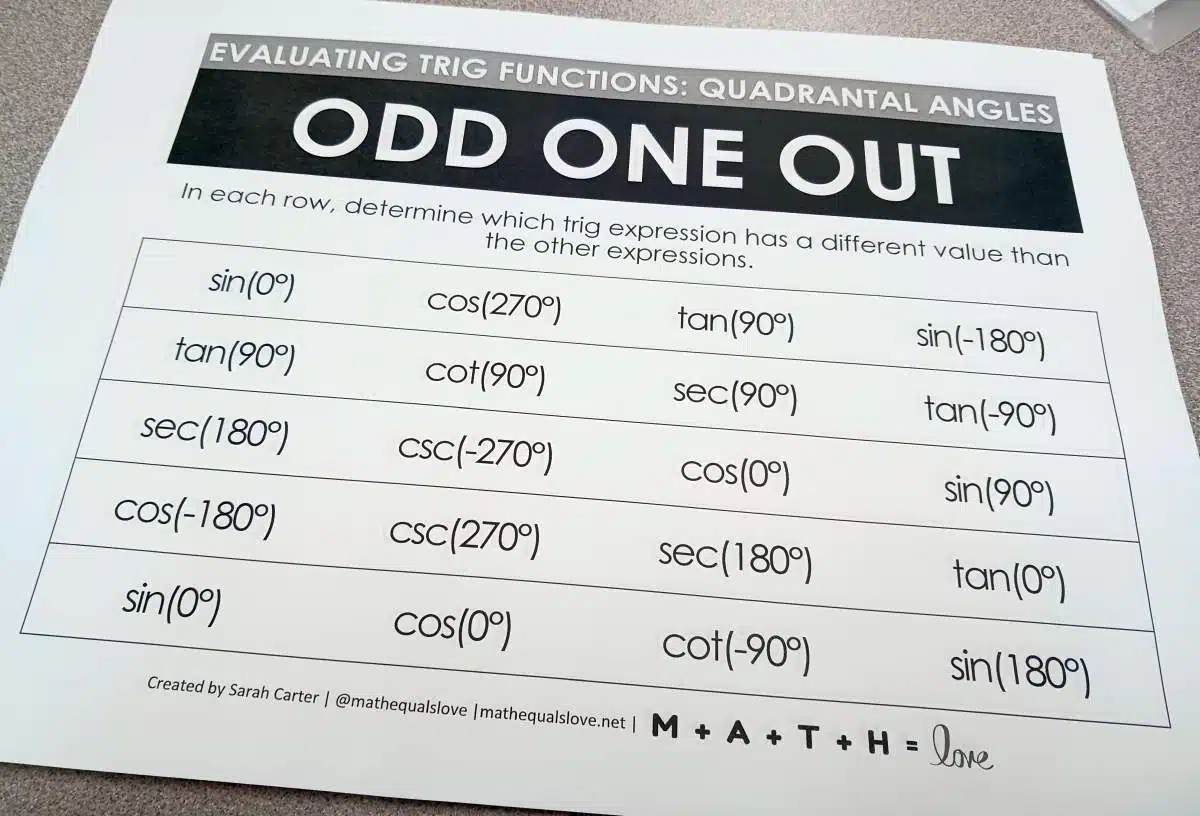 EVALUATING TRIG FUNCTIONS: QUADRANTAL ANGLES
ODD ONE OUT
In each row, determine which trig expression has a different value than
the other expressions.
sin(0°) cos(270°) tan(90°) sin(-180°)
tan(90°) cot(90°) sec(90°) tan(-90°)
sec(180°) csc(-270°) cos(0°) sin(90°)
cos(-180°) csc(270°) sec(180°) tan(0°)
sin(0°) cos(0°) cot(-90°) sin(180°)
Created by Sarah Carter | @mathequalslove |mathequalslove.net | M + A + T + H = love